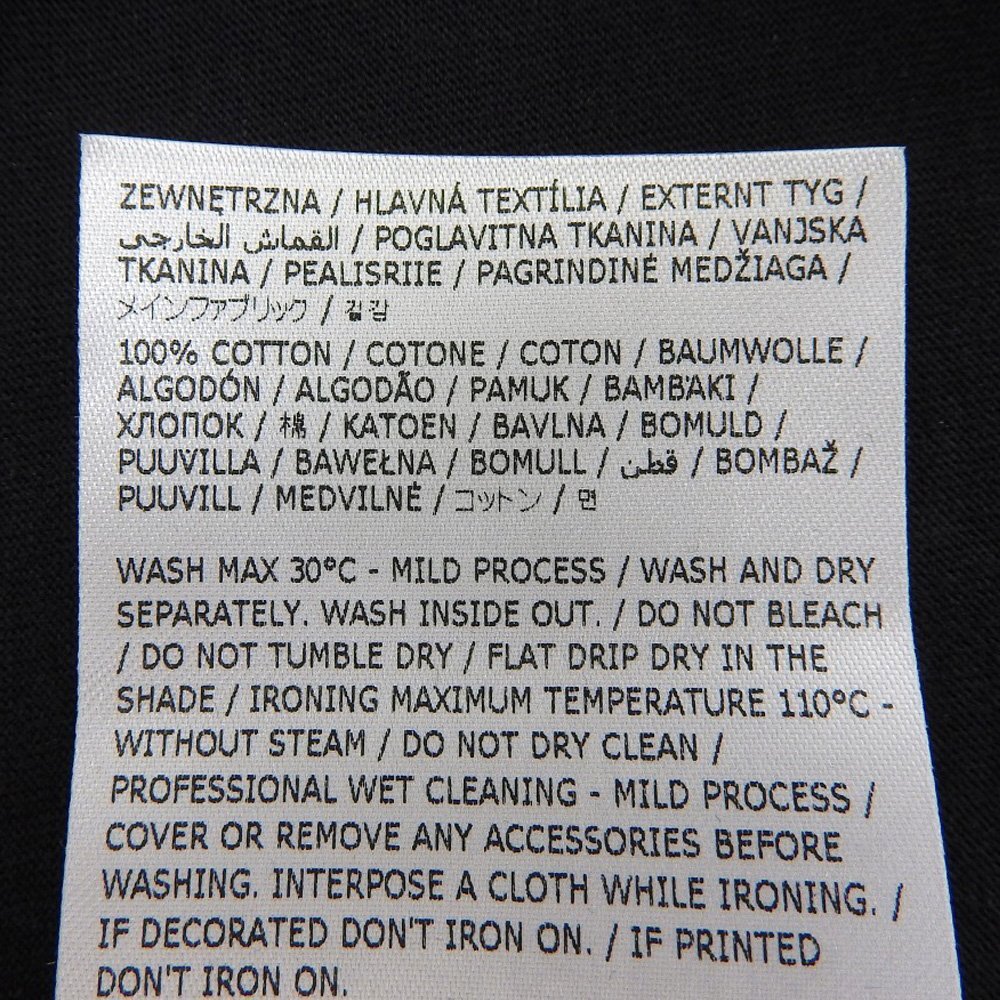 ZEWNĘTRZNA / HLAVNÁ TEXTÍLIA / EXTERNT TYG /
القماش الخارجي / POGLAVITNA TKANINA / VANJSKA
TKANINA / PEALISRIIE / PAGRINDINĖ MEDŽIAGA /
メインファブリック / 겉감
100% COTTON / COTONE / COTON / BAUMWOLLE /
ALGODÓN / ALGODÃO / PAMUK / BAMBΆKI /
ХЛОПОК / 棉 / KATOEN / BAVLNA / BOMULD /
PUUVILLA / BAWEŁNA / BOMULL / قطن / BOMBAŽ /
PUUVILL / MEDVILNĖ / コットン / 면
WASH MAX 30°C - MILD PROCESS / WASH AND DRY
SEPARATELY. WASH INSIDE OUT. / DO NOT BLEACH
/ DO NOT TUMBLE DRY / FLAT DRIP DRY IN THE
SHADE / IRONING MAXIMUM TEMPERATURE 110°C -
WITHOUT STEAM / DO NOT DRY CLEAN /
PROFESSIONAL WET CLEANING - MILD PROCESS /
COVER OR REMOVE ANY ACCESSORIES BEFORE
WASHING. INTERPOSE A CLOTH WHILE IRONING. /
IF DECORATED DON'T IRON ON. / IF PRINTED
DON'T IRON ON.